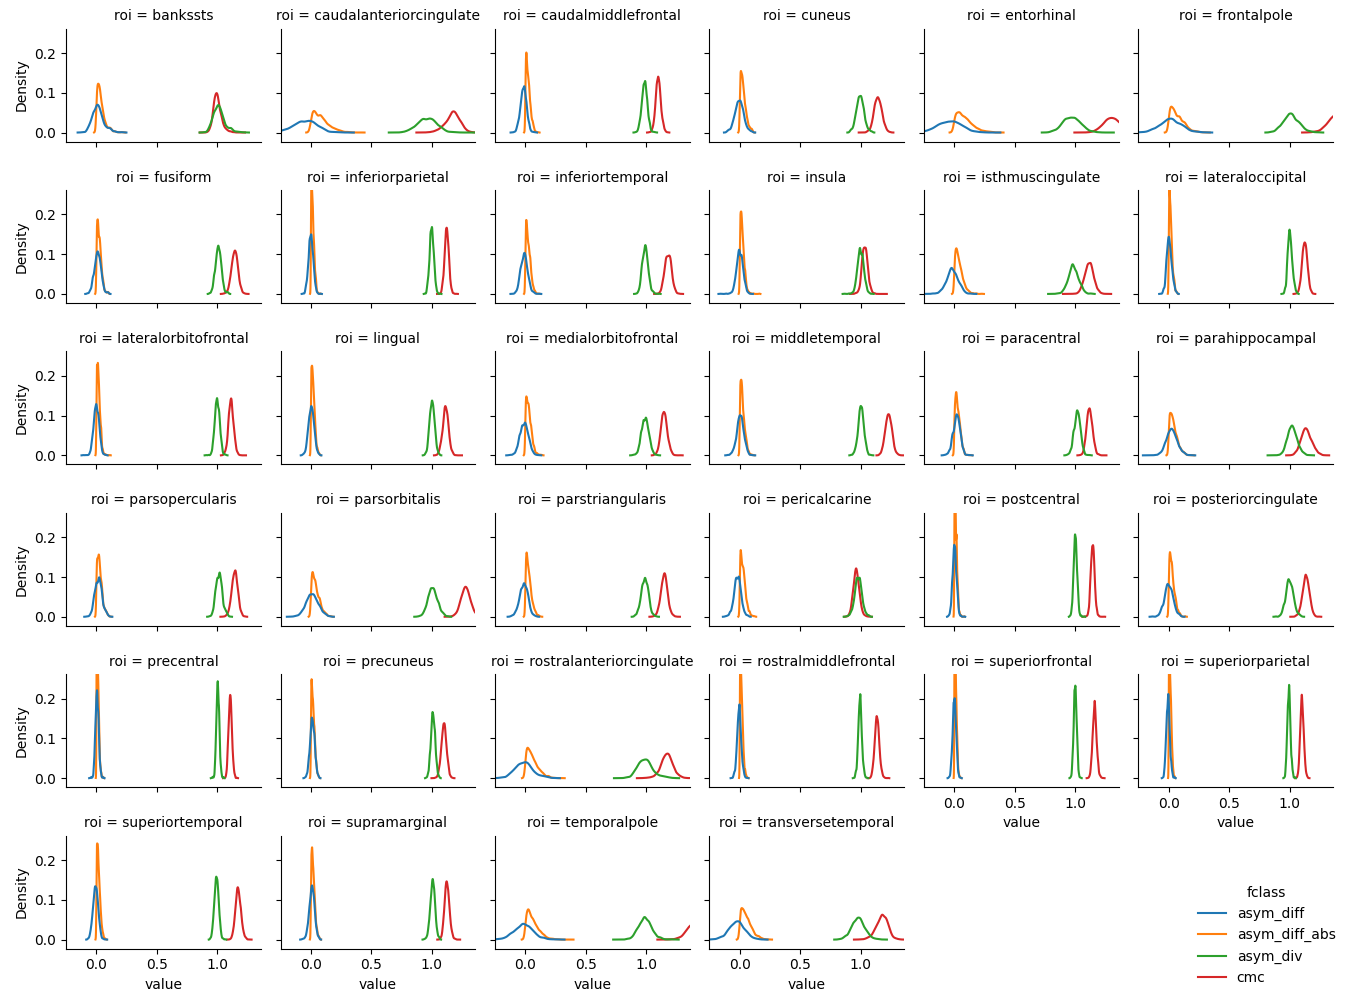 roi = bankssts
roi = caudalanteriorcingulate
roi = caudalmiddlefrontal
roi = cuneus
roi = entorhinal
roi = frontalpole
Density
0.2
0.1
0.0
roi = fusiform
roi = inferiorparietal
roi = inferiortemporal
roi = insula
roi = isthmuscingulate
roi = lateraloccipital
Density
0.2
0.1
0.0
roi = lateralorbitofrontal
roi = lingual
roi = medialorbitofrontal
roi = middletemporal
roi = paracentral
roi = parahippocampal
Density
0.2
0.1
0.0
roi = parsopercularis
roi = parsorbitalis
roi = parstriangularis
roi = pericalcarine
roi = postcentral
roi = posteriorcingulate
Density
0.2
0.1
0.0
roi = precentral
roi = precuneus
roi = rostralanteriorcingulate
roi = rostralmiddlefrontal
roi = superiorfrontal
roi = superiorparietal
Density
0.2
0.1
0.0
0.0 0.5 1.0
value
0.0 0.5 1.0
value
roi = superiortemporal
roi = supramarginal
roi = temporalpole
roi = transversetemporal
Density
0.2
0.1
0.0
0.0 0.5 1.0
value
0.0 0.5 1.0
value
0.0 0.5 1.0
value
0.0 0.5 1.0
value
fclass
asym_diff
asym_diff_abs
asym_div
cmc